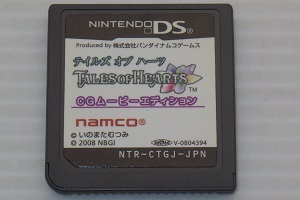 NINTENDO DS
Produced by 株式会社バンダイナムコゲームス
テイルズ オブ ハーツ
TALES OF HEARTS TM
CGムービーエディション
namco®
© いのまたむつみ
© 2008 NBGI
V-0804394
NTR-CTGJ-JPN